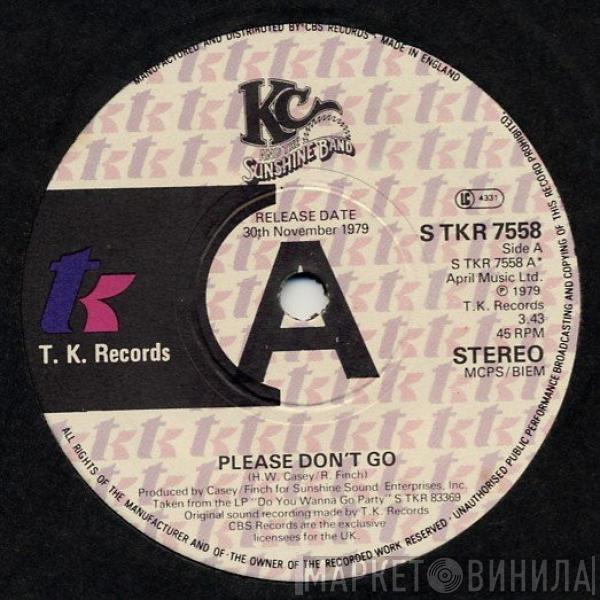 MANUFACTURED AND DISTRIBUTED BY CBS RECORDS · MADE IN ENGLAND
KC
AND THE
SUNSHINE BAND
RELEASE DATE
30th November 1979
A
LC 4331
S TKR 7558
Side A
S TKR 7558 A*
April Music Ltd.
℗ 1979
T.K. Records
3.43
45 RPM
STEREO
MCPS/BIEM
tk
T. K. Records
PLEASE DON'T GO
(H.W. Casey/R. Finch)
Produced by Casey/Finch for Sunshine Sound Enterprises, Inc.
Taken from the LP "Do You Wanna Go Party" S TKR 83369
Original sound recording made by T.K. Records
CBS Records are the exclusive
licensees for the UK.
ALL RIGHTS OF THE MANUFACTURER AND OF THE OWNER OF THE RECORDED WORK RESERVED · UNAUTHORISED PUBLIC PERFORMANCE BROADCASTING AND COPYING OF THIS RECORD PROHIBITED
МАРКЕТ ВИНИЛА